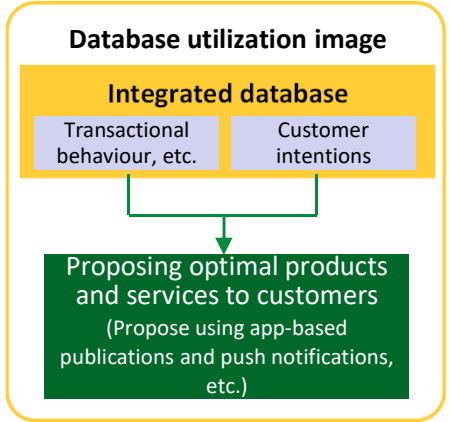 Database utilization image
Integrated database
Transactional
behaviour, etc.
Customer
intentions
Proposing optimal products
and services to customers
(Propose using app-based
publications and push notifications,
etc.)